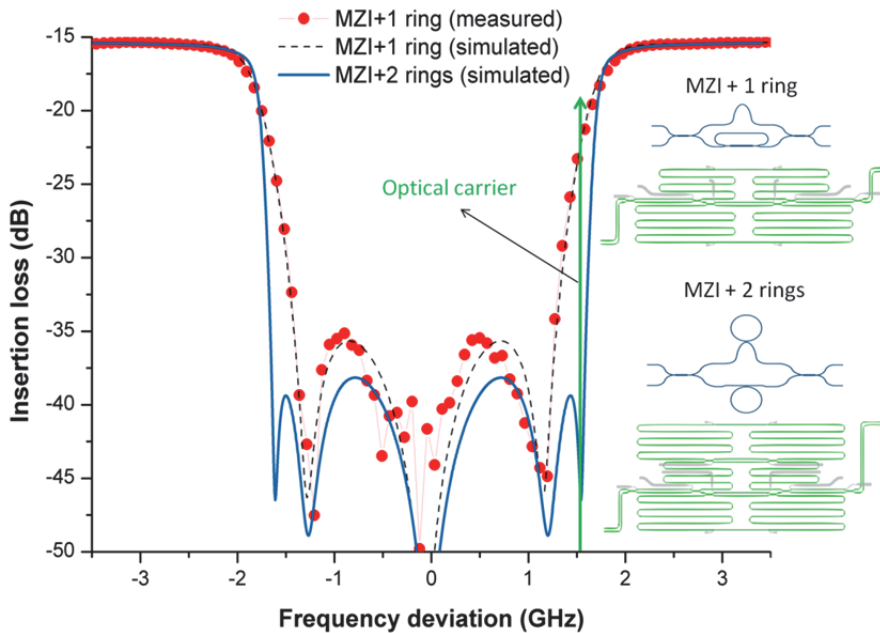 MZI+1 ring (measured)
MZI+1 ring (simulated)
MZI+2 rings (simulated)
-15
-20
-25
-30
-35
-40
-45
-50
Insertion loss (dB)
Optical carrier
MZI + 1 ring
MZI + 2 rings
-3
-2
-1
0
1
2
3
Frequency deviation (GHz)